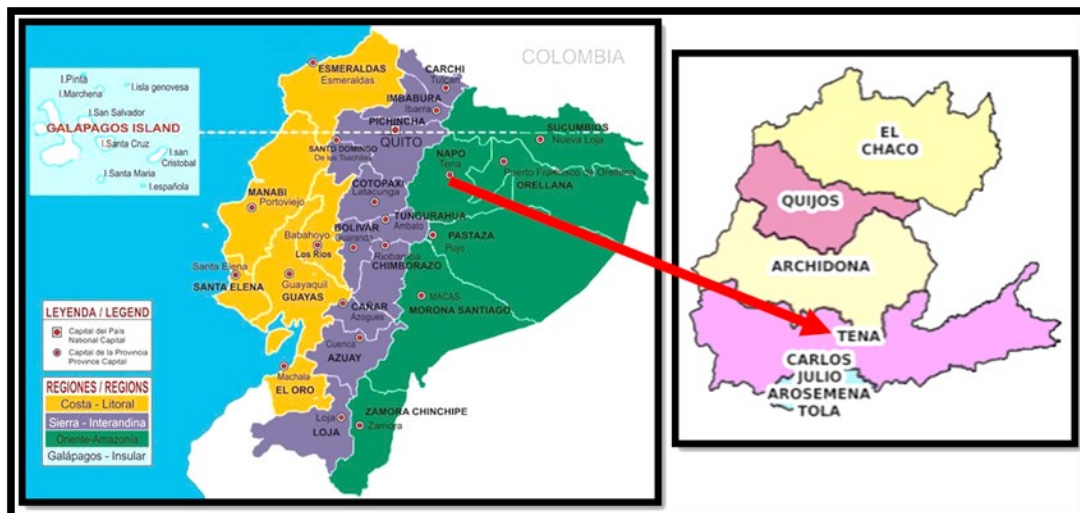 COLOMBIA
I.Pinta
I.Marchena
I.isla genovesa
I.San Salvador
GALAPAGOS ISLAND
I.Santa Cruz
I.san
Cristobal
I.Santa Maria
I.española
ESMERALDAS
Esmeraldas
CARCHI
Tulcan
IMBABURA
Ibarra
PICHINCHA
QUITO
SANTO DOMINGO
De los Tsachilas
SUCUMBIOS
Nueva Loja
NAPO
Tena
Puerto Francisco de Orellana
ORELLANA
COTOPAXI
Latacunga
MANABI
Portoviejo
TUNGURAHUA
Ambato
BOLIVAR
Guaranda
PASTAZA
Puyo
Babahoyo
Los Rios
Riobamba
CHIMBORAZO
Santa Elena
SANTA ELENA
Guayaquil
GUAYAS
MACAS
MORONA SANTIAGO
CAÑAR
Azogues
Cuenca
AZUAY
Machala
EL ORO
Loja
LOJA
ZAMORA CHINCHIPE
Zamora
LEYENDA / LEGEND
Capital del País
National Capital
Capital de la Provincia
Province Capital
REGIONES / REGIONS
Costa - Litoral
Sierra - Interandina
Oriente-Amazonía
Galápagos - Insular
EL
CHACO
QUIJOS
ARCHIDONA
TENA
CARLOS
JULIO
AROSEMENA
TOLA